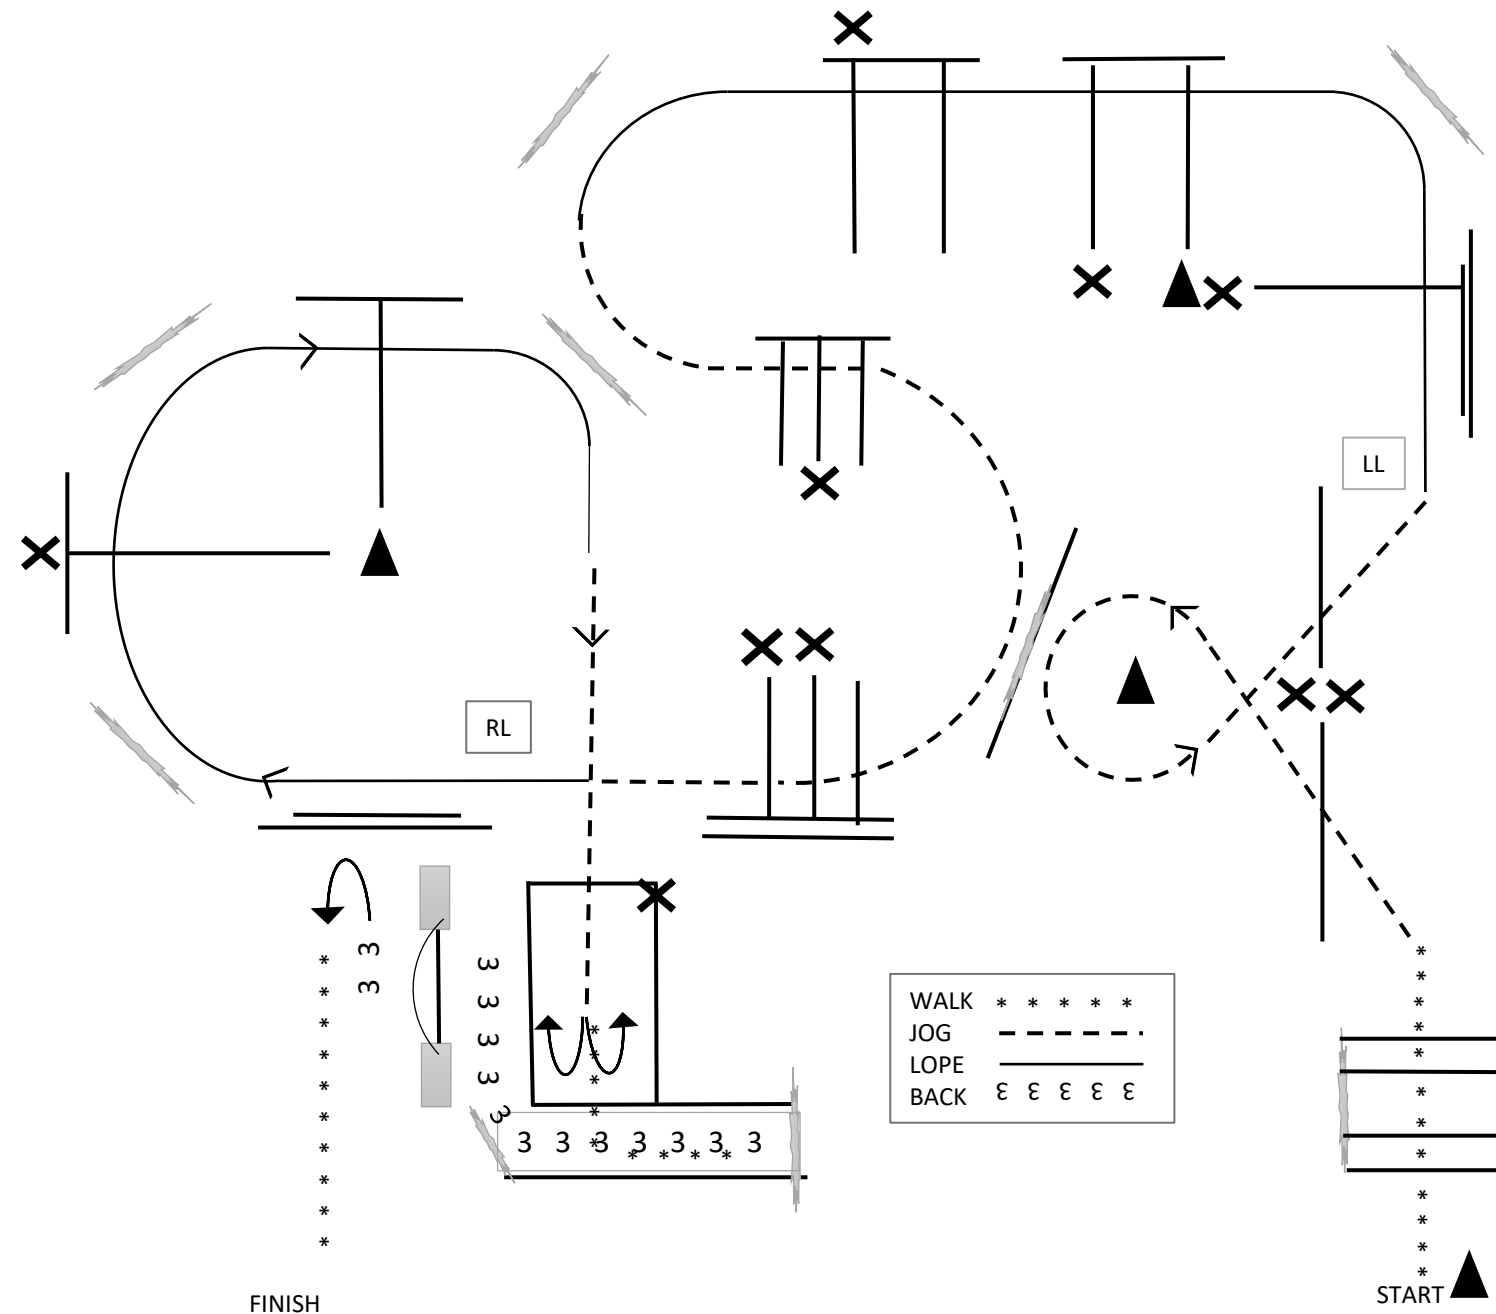 LL
RL
WALK * * * * *
JOG
LOPE
BACK ε ε ε ε ε
START
FINISH